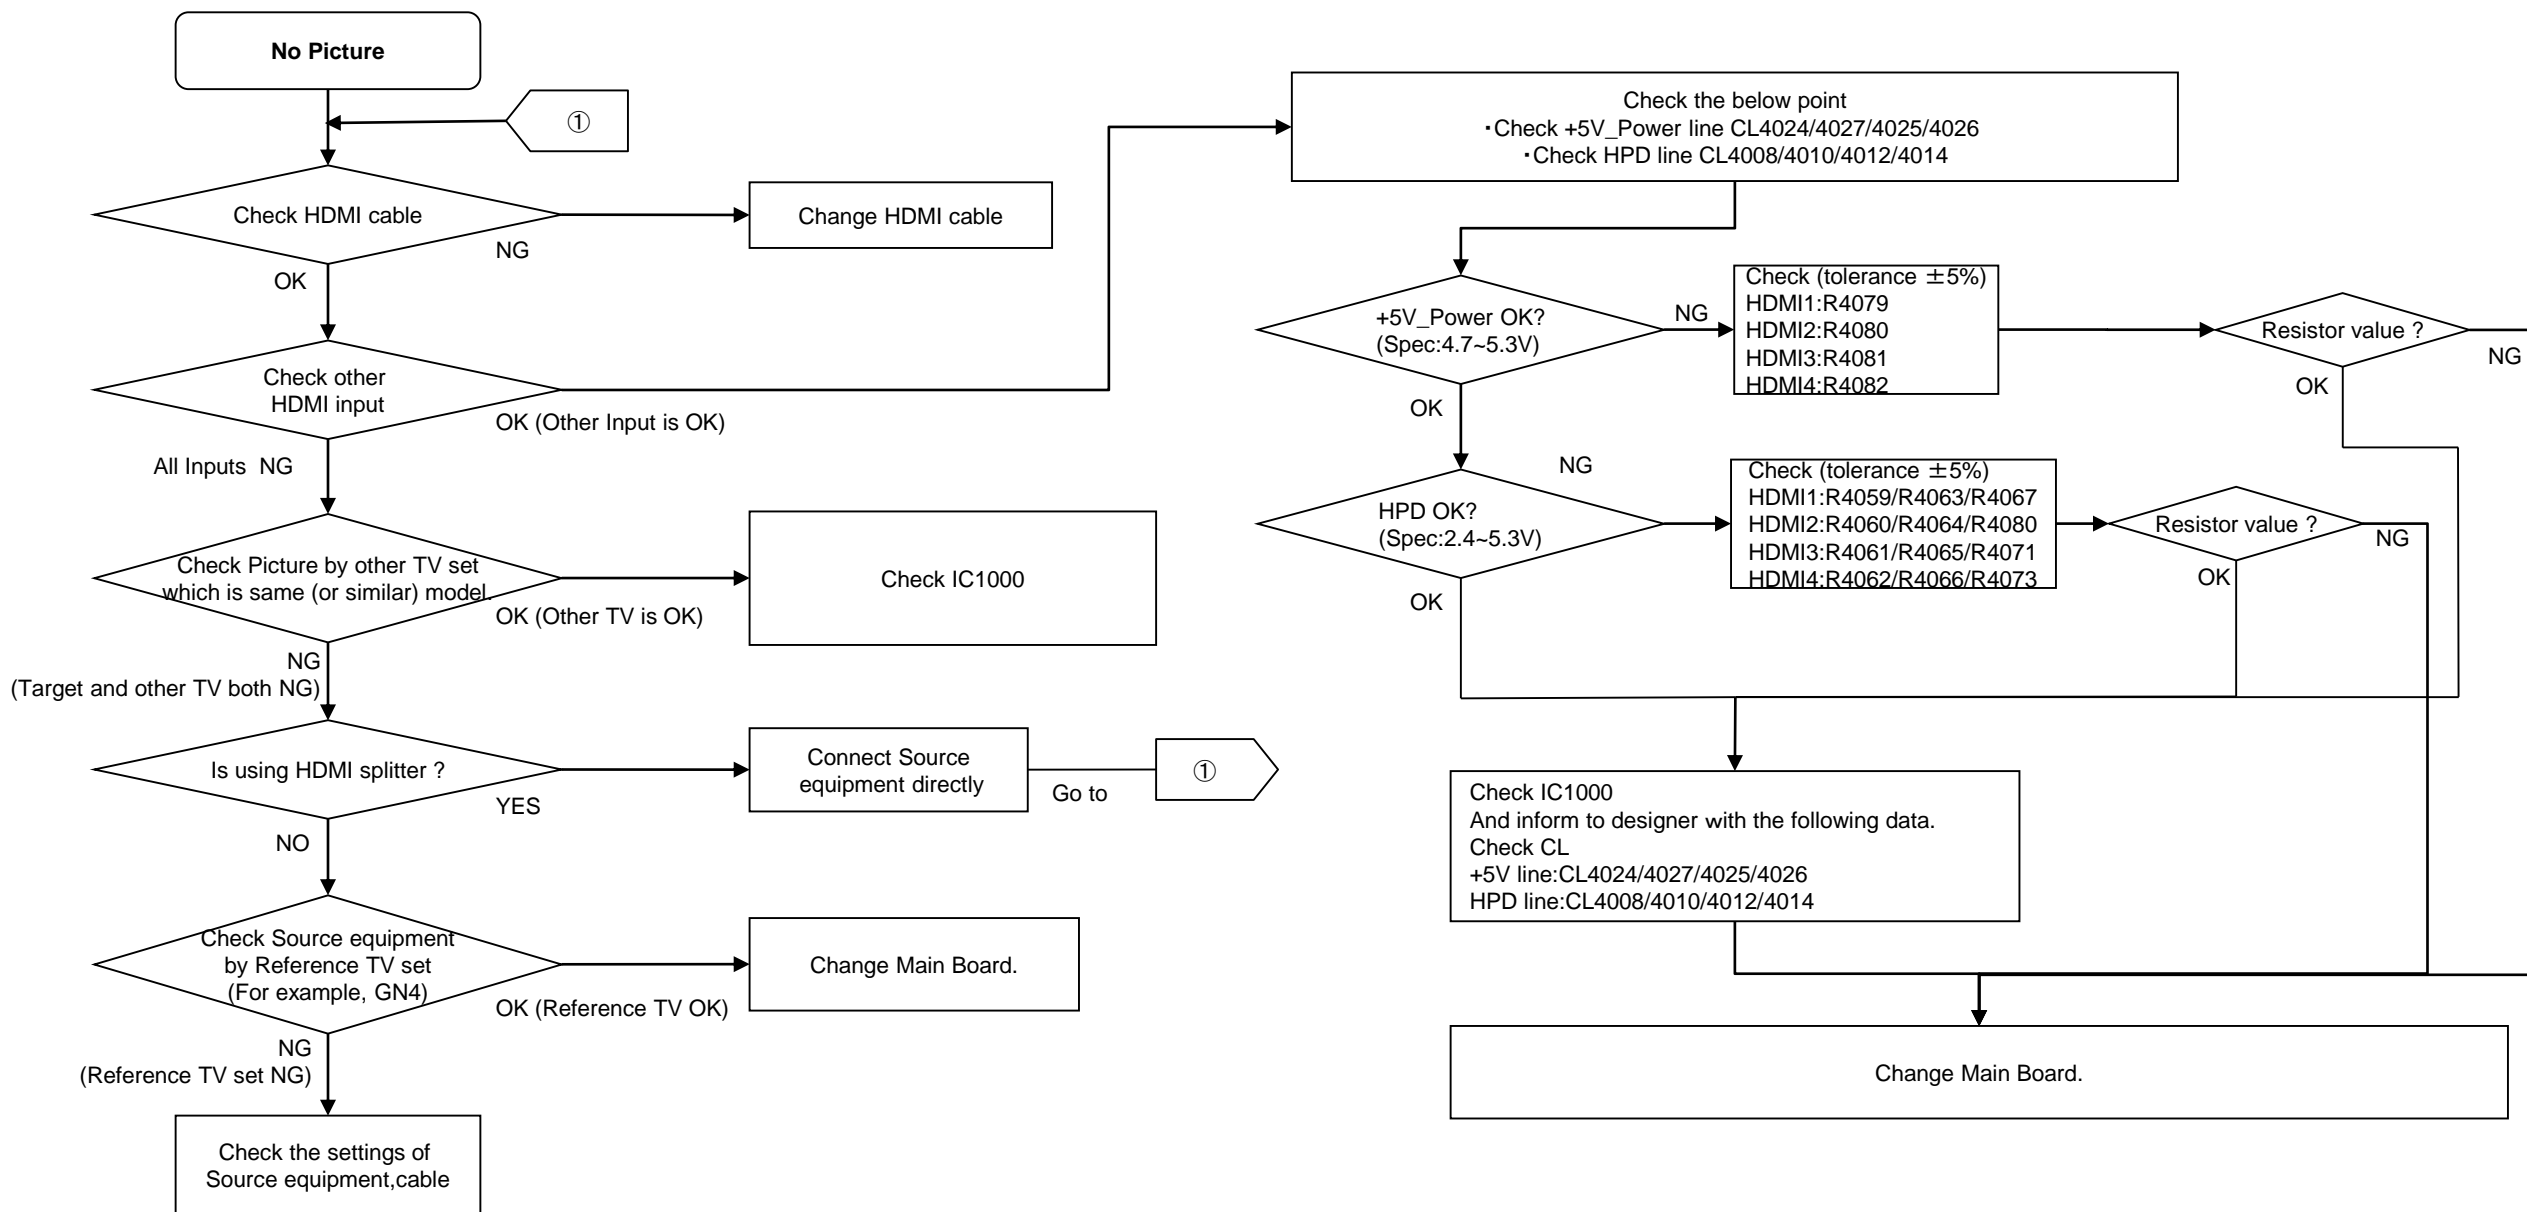 No Picture
①
Check HDMI cable
NG
Change HDMI cable
OK
Check other
HDMI input
OK (Other Input is OK)
All Inputs  NG
Check Picture by other TV set
which is same (or similar) model.
OK (Other TV is OK)
Check IC1000
NG
(Target and other TV both NG)
Is using HDMI splitter ?
YES
Connect Source
equipment directly
Go to
①
NO
Check Source equipment
by Reference TV set
(For example, GN4)
OK (Reference TV OK)
Change Main Board.
NG
(Reference TV set NG)
Check the settings of
Source equipment,cable
Check the below point
・Check +5V_Power line CL4024/4027/4025/4026
・Check HPD line CL4008/4010/4012/4014
+5V_Power OK?
(Spec:4.7~5.3V)
NG
Check (tolerance ±5%)
HDMI1:R4079
HDMI2:R4080
HDMI3:R4081
HDMI4:R4082
Resistor value ?
NG
OK
OK
HPD OK?
(Spec:2.4~5.3V)
NG
Check (tolerance ±5%)
HDMI1:R4059/R4063/R4067
HDMI2:R4060/R4064/R4080
HDMI3:R4061/R4065/R4071
HDMI4:R4062/R4066/R4073
Resistor value ?
NG
OK
OK
Check IC1000
And inform to designer with the following data.
Check CL
+5V line:CL4024/4027/4025/4026
HPD line:CL4008/4010/4012/4014
Change Main Board.